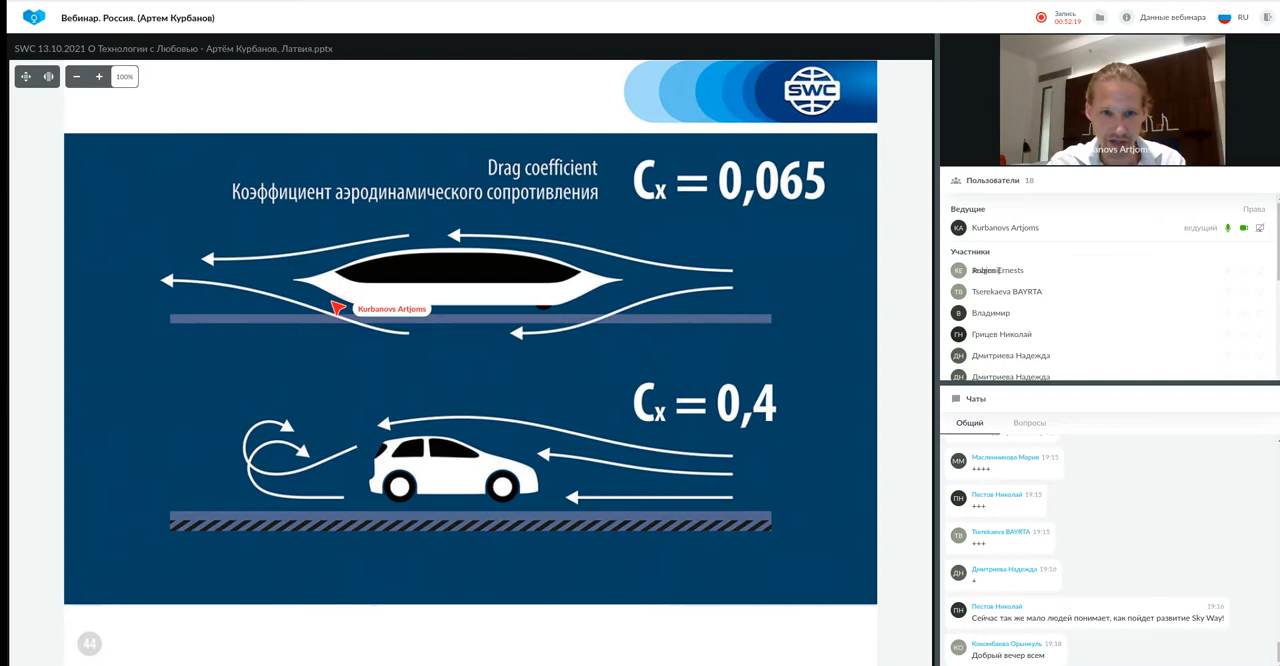 Вебинар. Россия. (Артем Курбанов)
Запись
00:52:19
Данные вебинара
RU
SWC 13.10.2021 О Технологии с Любовью - Артём Курбанов, Латвия.pptx
100%
SWC
Drag coefficient
Коэффициент аэродинамического сопротивления
Cx = 0,065
Kurbanovs Artjoms
Cx = 0,4
44
anovs Artjoms
Пользователи 18
Ведущие
Права
KA
Kurbanovs Artjoms
ведущий
Участники
KE
Ernests
TB
Tserekaeva BAYRTA
В
Владимир
ГН
Грицев Николай
ДН
Дмитриева Надежда
ДН
Дмитриева Надежда
Чаты
Общий
Вопросы
ММ
Масленникова Мария 19:15
++++
ПН
Пестов Николай 19:15
+++
TB
Tserekaeva BAYRTA 19:15
+++
ДН
Дмитриева Надежда 19:16
+
ПН
Пестов Николай 19:16
Сейчас так же мало людей понимает, как пойдет развитие Sky Way!
КО
Кокомбаева Орынкуль 19:18
Добрый вечер всем